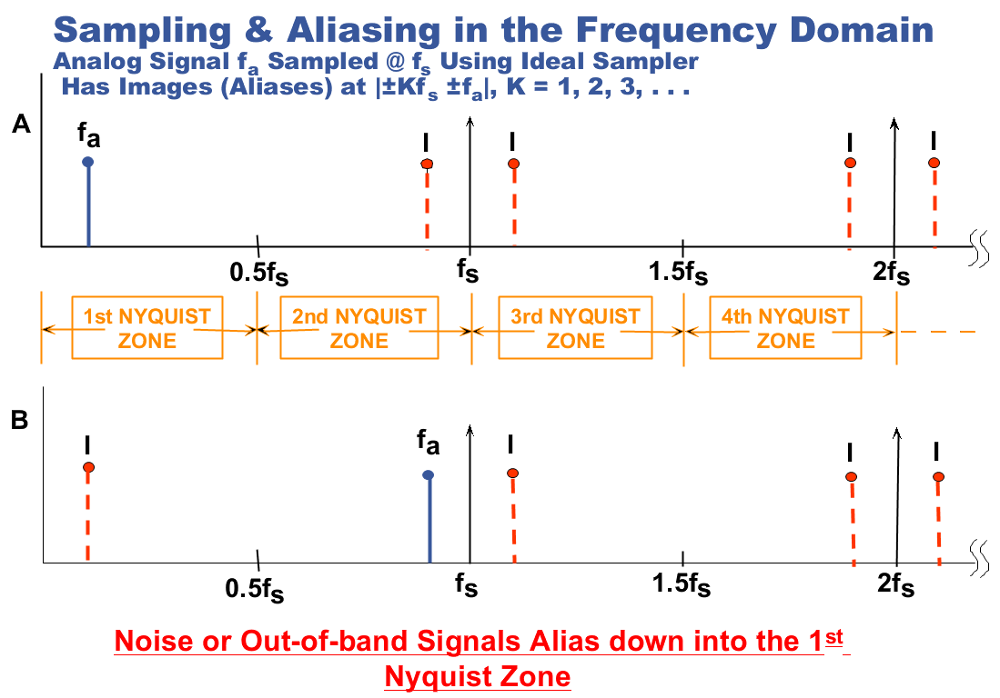 Sampling & Aliasing in the Frequency Domain
Analog Signal fa Sampled @ fs Using Ideal Sampler
Has Images (Aliases) at |±Kfs ±fa|, K = 1, 2, 3, . . .
A
fa
I I I I
0.5fs fs 1.5fs 2fs
1st NYQUIST 2nd NYQUIST 3rd NYQUIST 4th NYQUIST
ZONE ZONE ZONE ZONE
B
I fa I I I
0.5fs fs 1.5fs 2fs
Noise or Out-of-band Signals Alias down into the 1st
Nyquist Zone